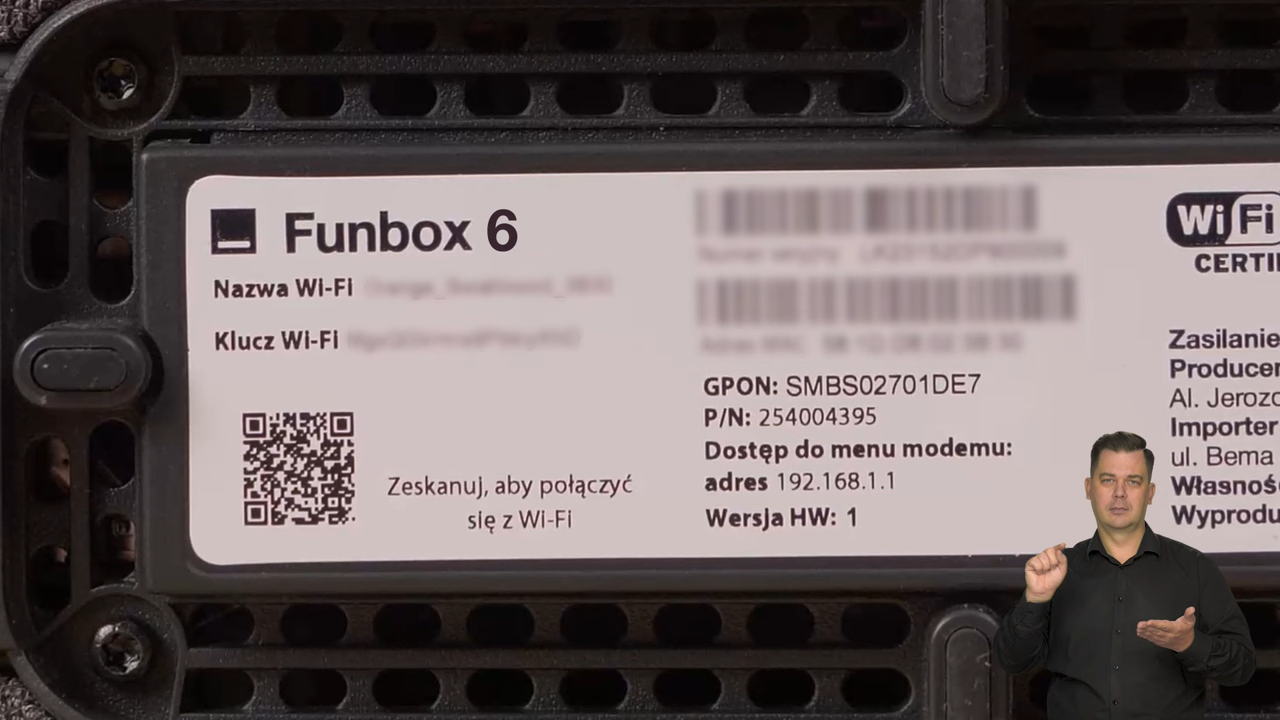 Funbox 6
Nazwa Wi-Fi
Klucz Wi-Fi
Zeskanuj, aby połączyć
się z Wi-Fi
GPON: SMBS02701DE7
P/N: 254004395
Dostęp do menu modemu:
adres 192.168.1.1
Wersja HW: 1
Wi Fi
CERTI
Zasilanie
Producen
Al. Jerozo
Importer
ul. Bema
Własnoś
Wyprodu